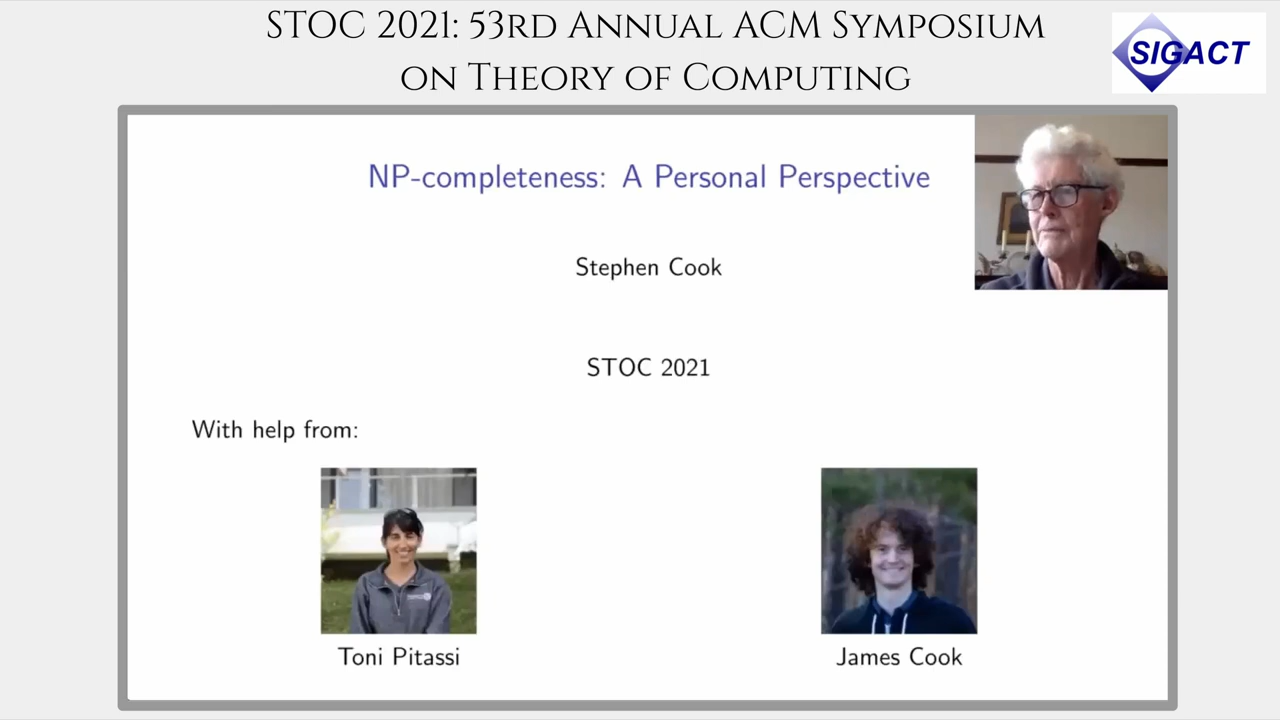 STOC 2021: 53rd Annual ACM Symposium
on Theory of Computing
SIGACT
NP-completeness: A Personal Perspective
Stephen Cook
STOC 2021
With help from:
Toni Pitassi
James Cook